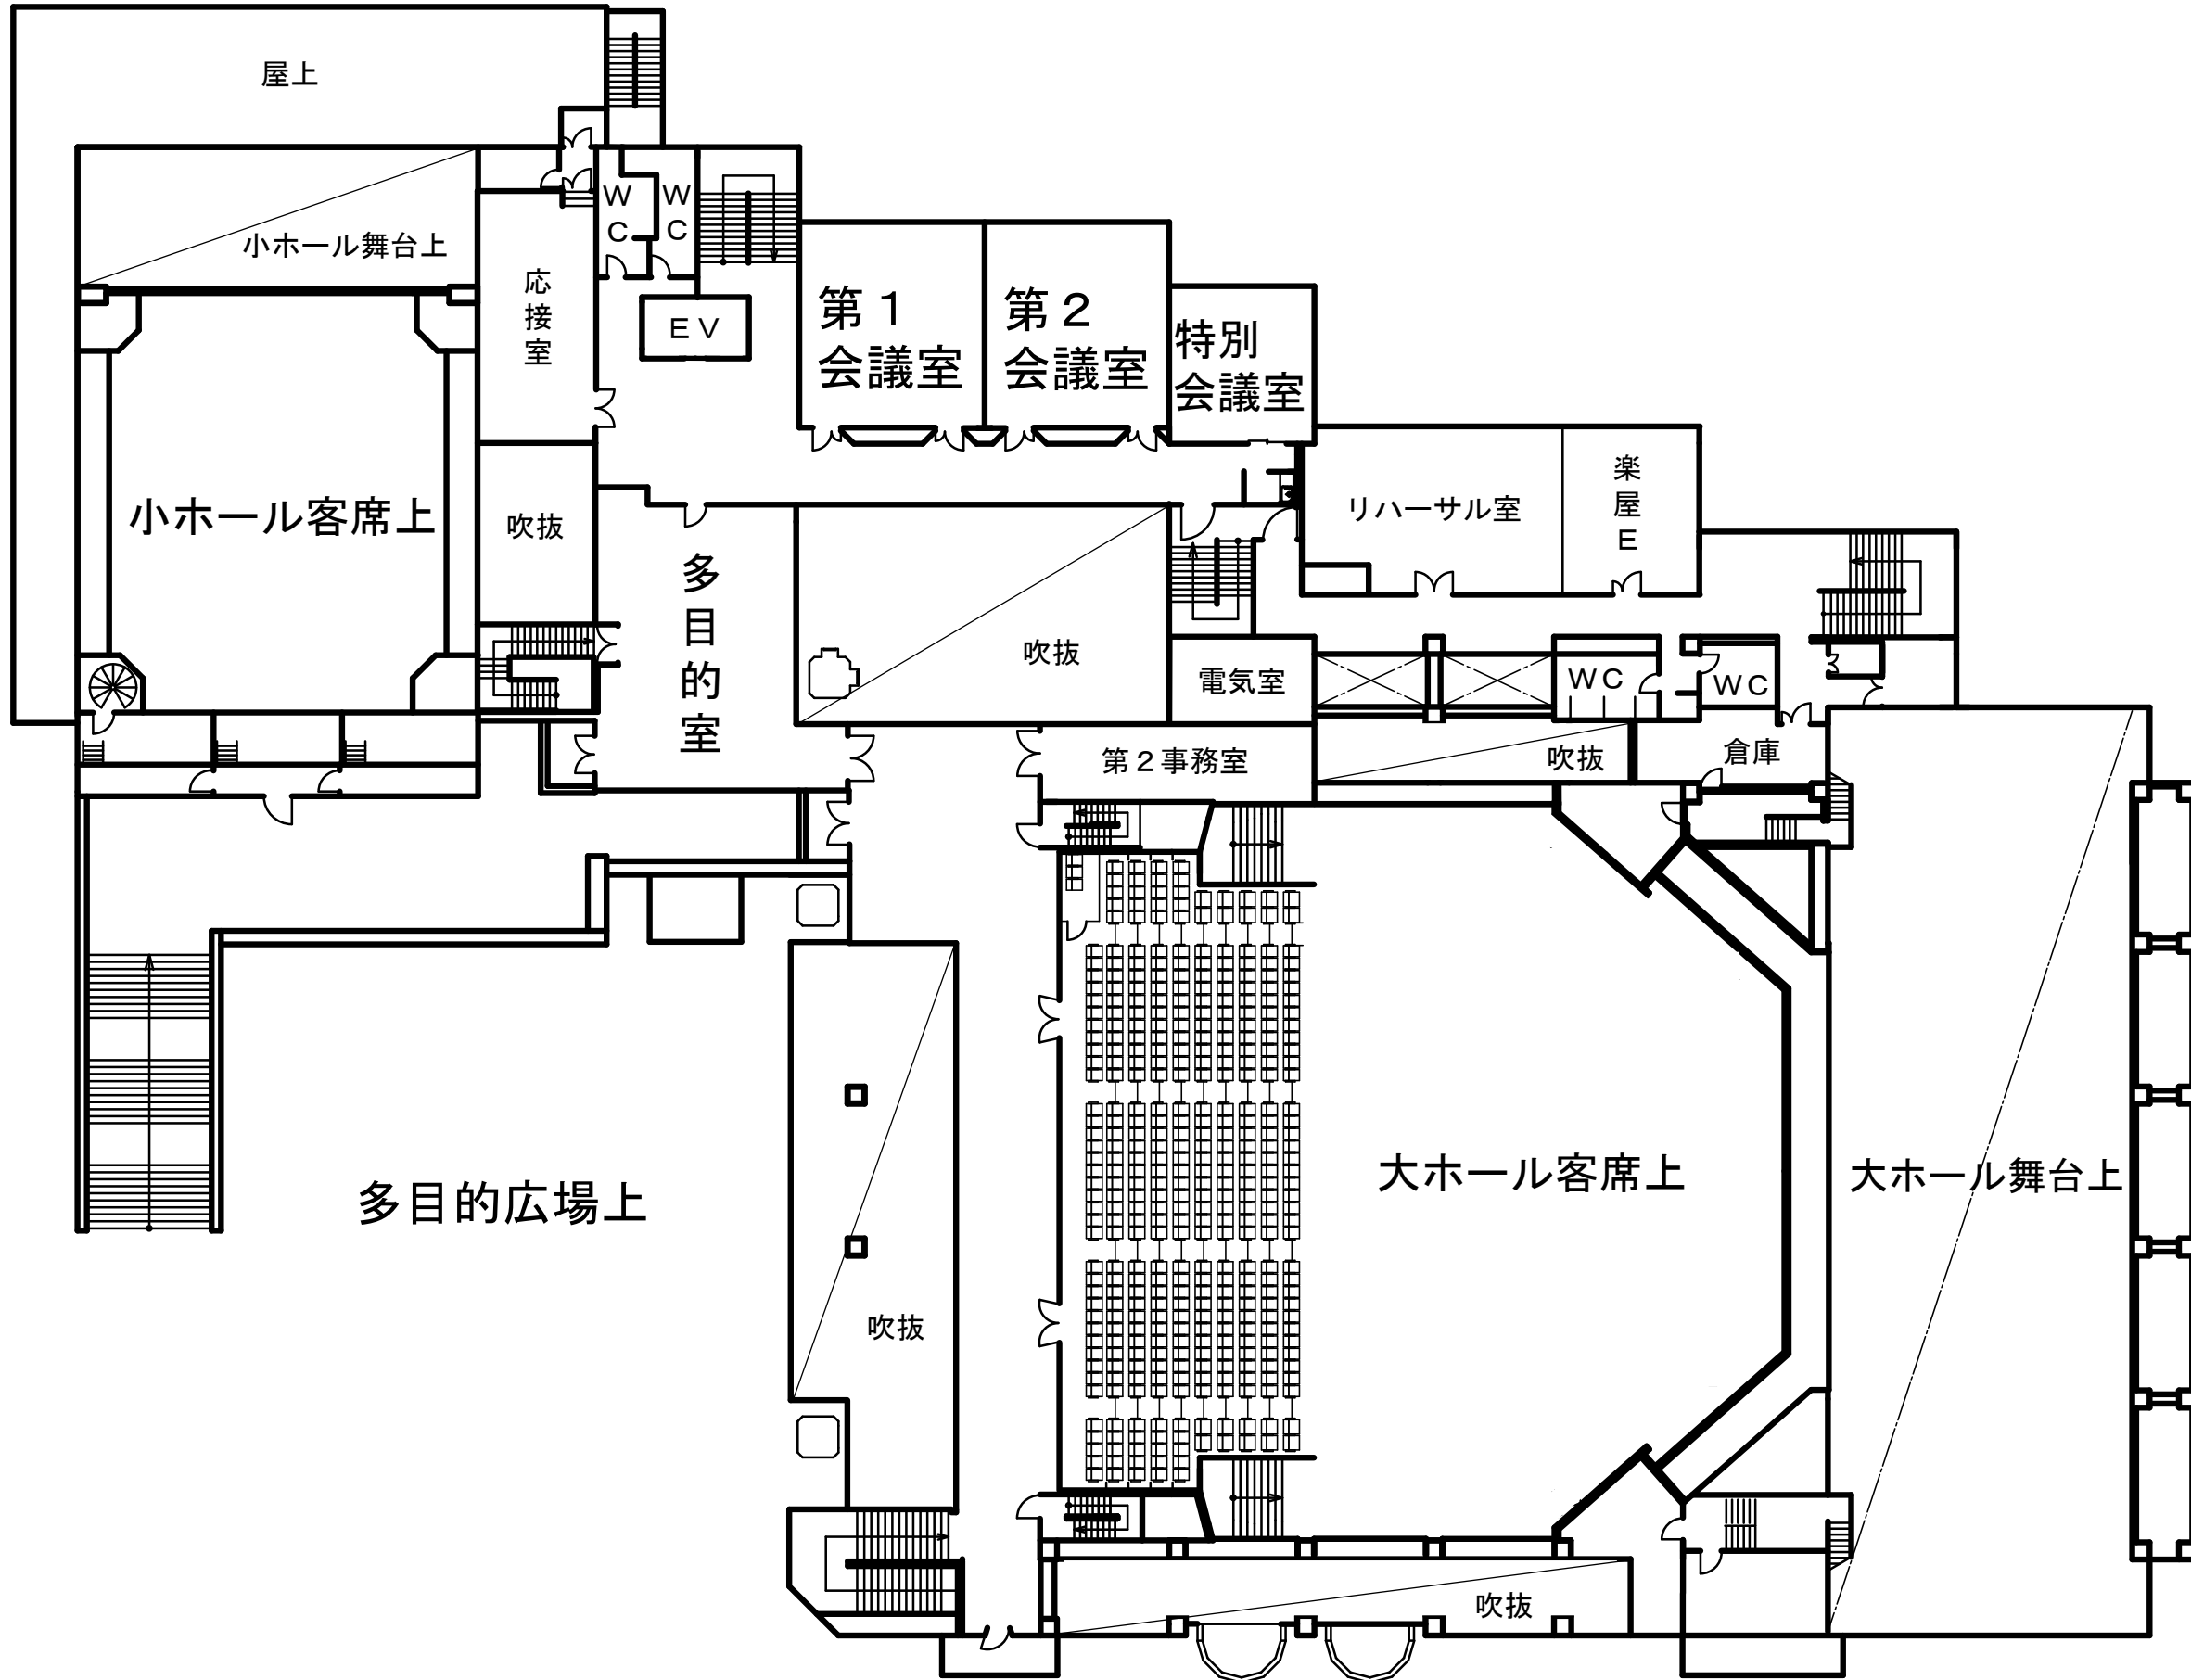 屋上
小ホール舞台上
応接室
WC
WC
EV
第1
会議室
第2
会議室
特別
会議室
小ホール客席上
吹抜
リハーサル室
楽屋E
多目的室
吹抜
電気室
WC
WC
第2事務室
吹抜
倉庫
多目的広場上
大ホール客席上
大ホール舞台上
吹抜
吹抜